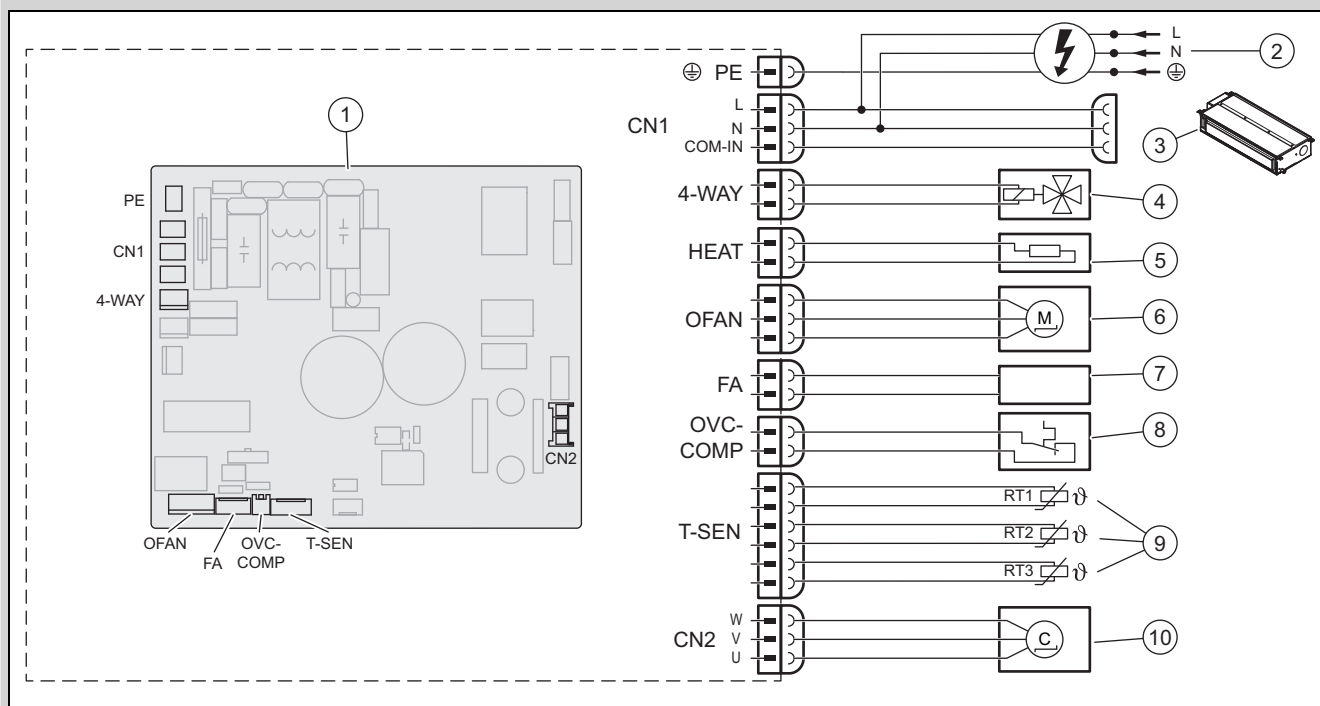 L
N
2
PE
L
N
COM-IN
CN1
3
1
PE
CN1
4-WAY
4-WAY
4
HEAT
5
OFAN
M
6
FA
7
OVC-
COMP
8
CN2
OFAN
FA
OVC-
COMP
T-SEN
T-SEN
RT1 ϑ
RT2 ϑ
RT3 ϑ
9
CN2
W
V
U
C
10